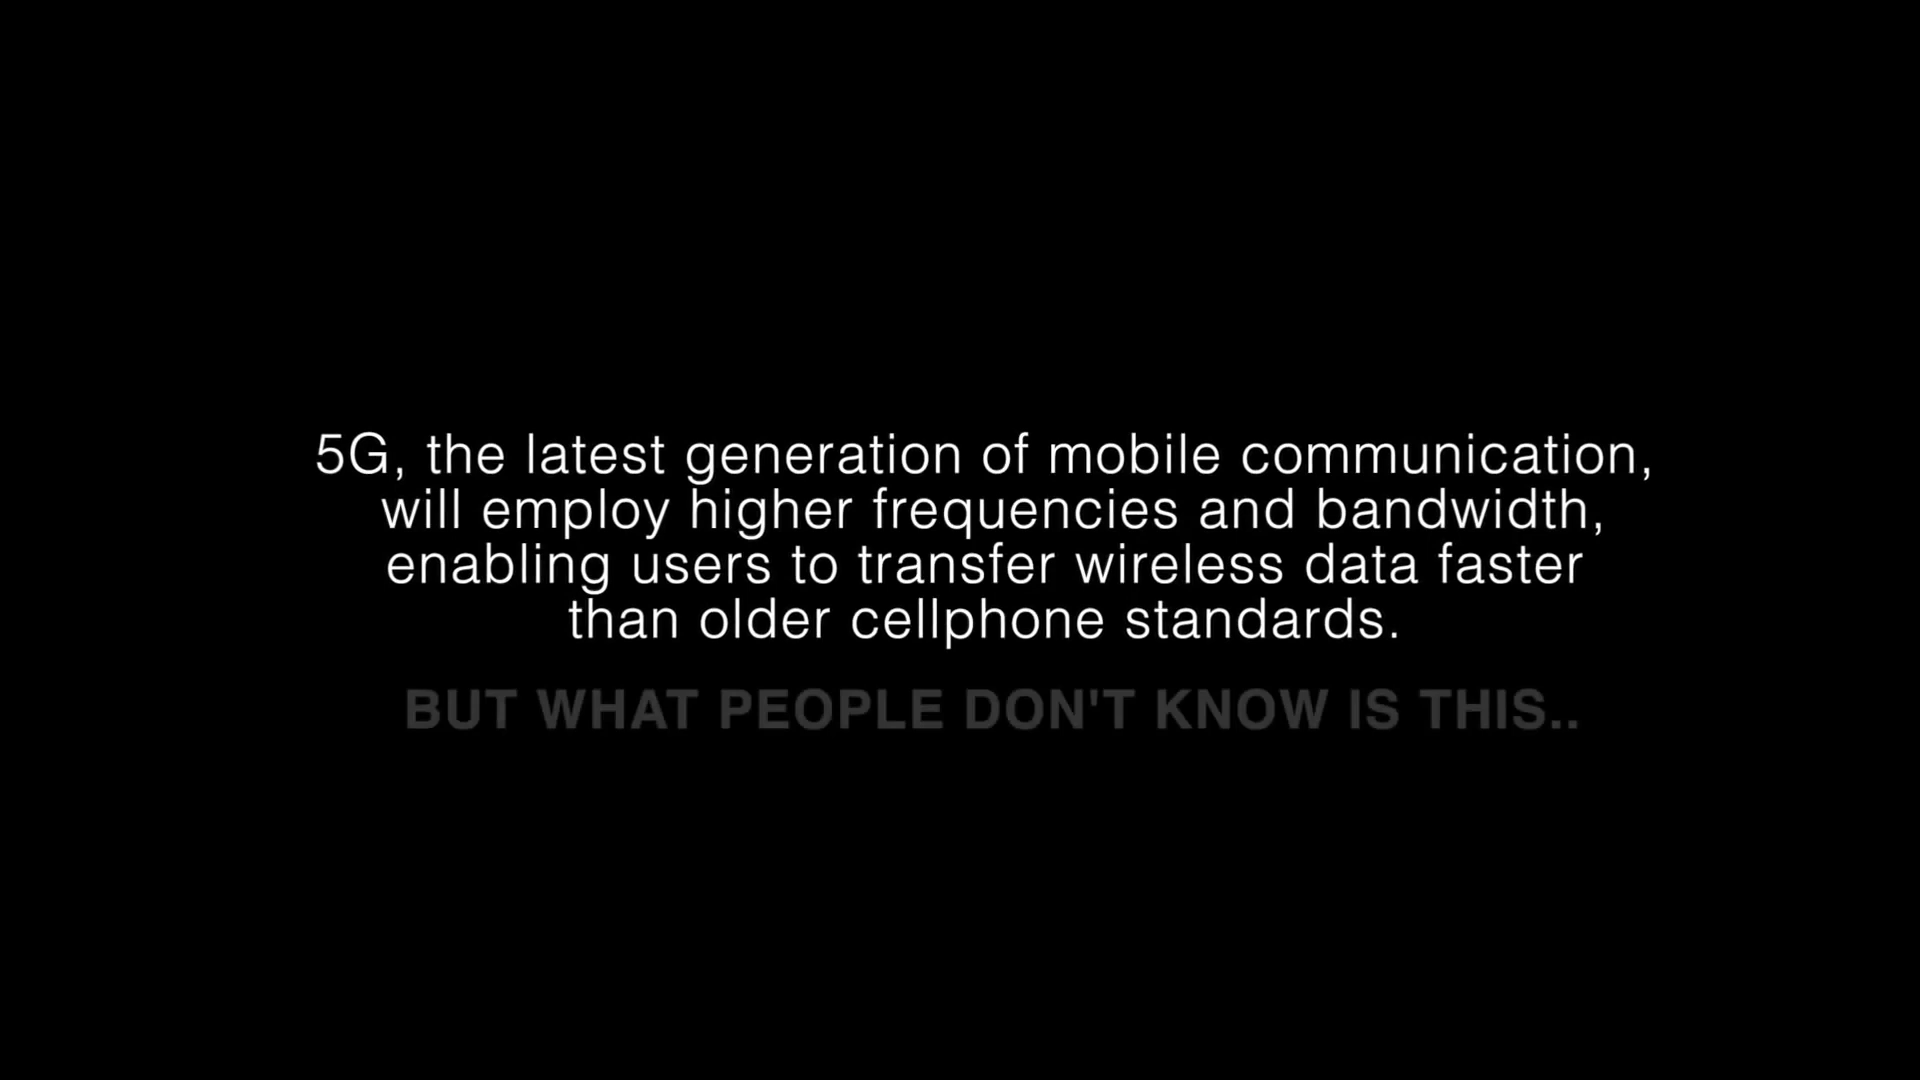 5G, the latest generation of mobile communication,
will employ higher frequencies and bandwidth,
enabling users to transfer wireless data faster
than older cellphone standards.
BUT WHAT PEOPLE DON'T KNOW IS THIS..